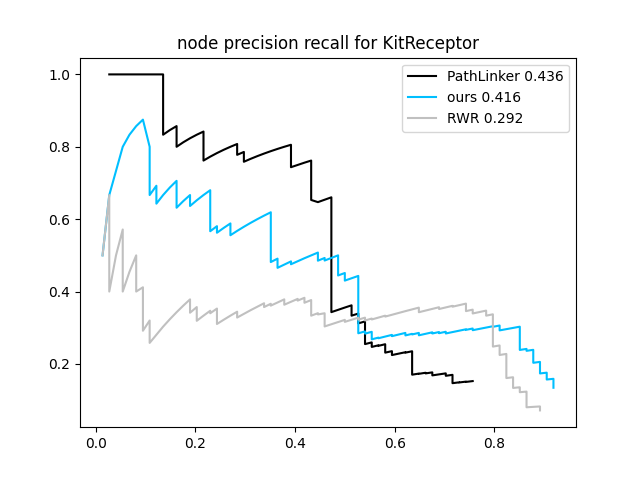 node precision recall for KitReceptor
PathLinker 0.436
ours 0.416
RWR 0.292
1.0
0.8
0.6
0.4
0.2
0.0 0.2 0.4 0.6 0.8